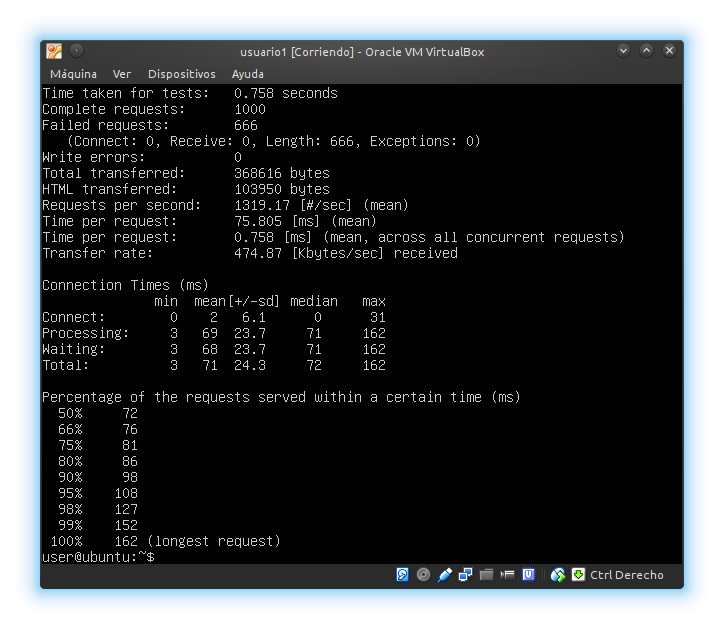 usuario1 [Corriendo] - Oracle VM VirtualBox
Máquina Ver Dispositivos Ayuda
Time taken for tests: 0.758 seconds
Complete requests: 1000
Failed requests: 666
(Connect: 0, Receive: 0, Length: 666, Exceptions: 0)
Write errors: 0
Total transferred: 368616 bytes
HTML transferred: 103950 bytes
Requests per second: 1319.17 [#/sec] (mean)
Time per request: 75.805 [ms] (mean)
Time per request: 0.758 [ms] (mean, across all concurrent requests)
Transfer rate: 474.87 [Kbytes/sec] received
Connection Times (ms)
min mean[+/-sd] median max
Connect: 0 2 6.1 0 31
Processing: 3 69 23.7 71 162
Waiting: 3 68 23.7 71 162
Total: 3 71 24.3 72 162
Percentage of the requests served within a certain time (ms)
50% 72
66% 76
75% 81
80% 86
90% 98
95% 108
98% 127
99% 152
100% 162 (longest request)
user@ubuntu:~$
Ctrl Derecho